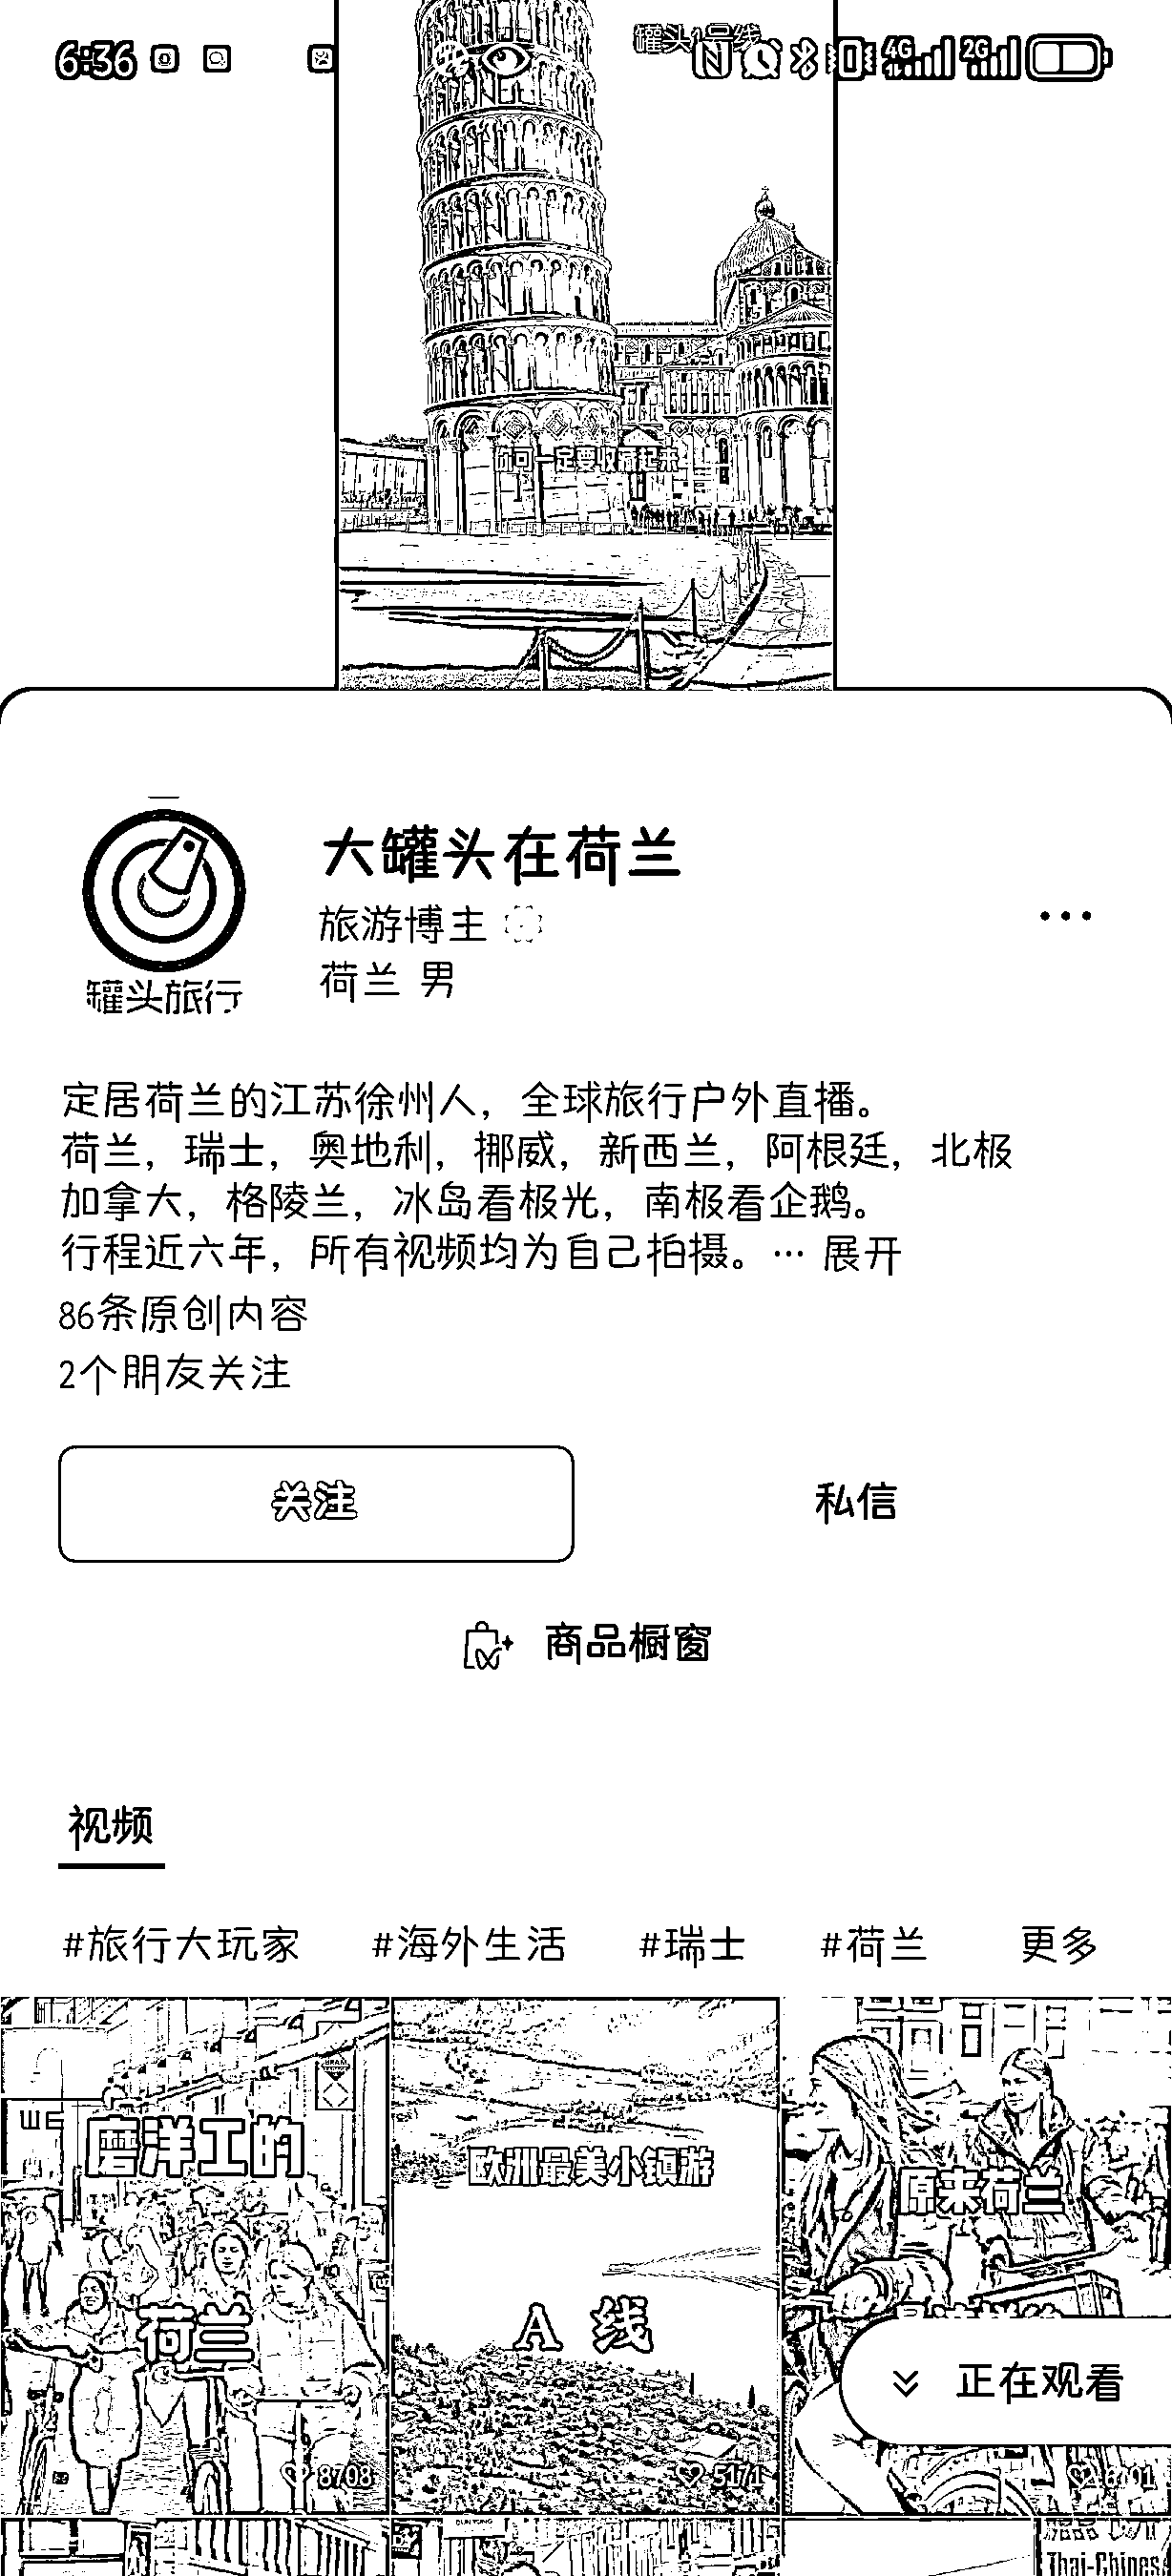 6:36
4G
2G
罐头1号线
你可一定要收藏起来
大罐头在荷兰
旅游博主
荷兰 男
罐头旅行
定居荷兰的江苏徐州人，全球旅行户外直播。
荷兰，瑞士，奥地利，挪威，新西兰，阿根廷，北极
加拿大，格陵兰，冰岛看极光，南极看企鹅。
行程近六年，所有视频均为自己拍摄。… 展开
86条原创内容
2个朋友关注
关注
私信
商品橱窗
视频
#旅行大玩家 #海外生活 #瑞士 #荷兰 更多
磨洋工的
荷兰
8708
欧洲最美小镇游
A 线
5171
原来荷兰
正在观看
Thai-Chines